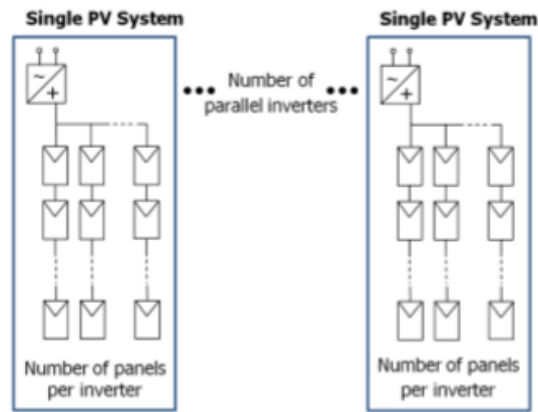 Single PV System
Single PV System
Number of
parallel inverters
Number of panels
per inverter
Number of panels
per inverter